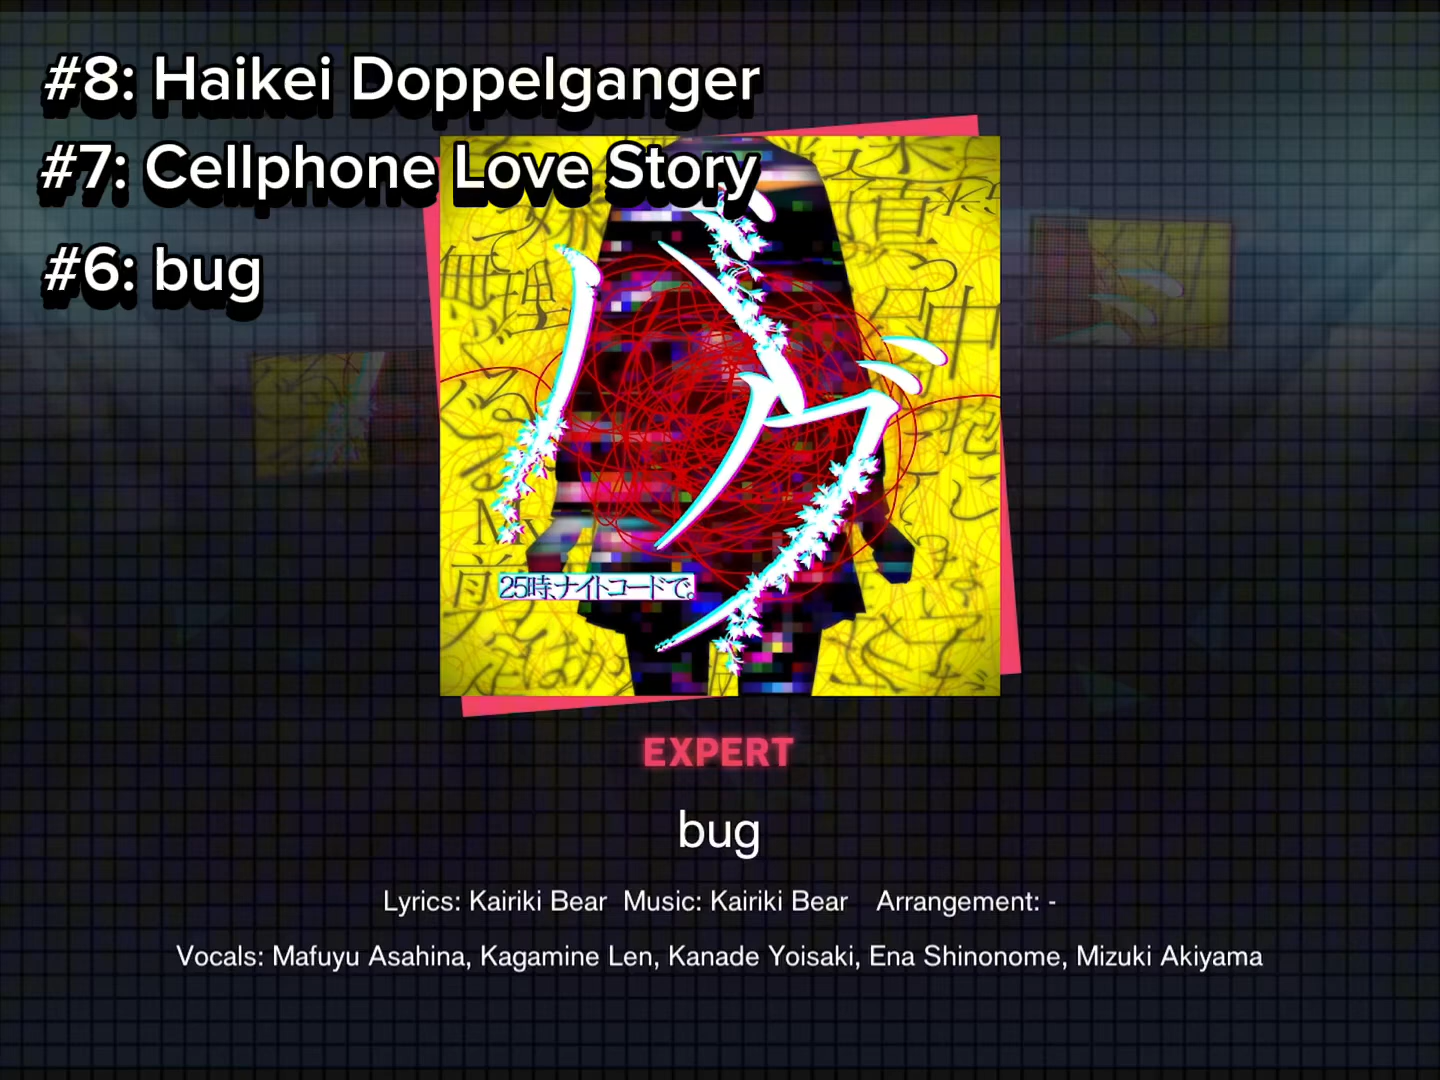 #8: Haikei Doppelganger
#7: Cellphone Love Story
#6: bug
バグ
25時、ナイトコードで。
EXPERT
bug
Lyrics: Kairiki Bear Music: Kairiki Bear Arrangement: -
Vocals: Mafuyu Asahina, Kagamine Len, Kanade Yoisaki, Ena Shinonome, Mizuki Akiyama